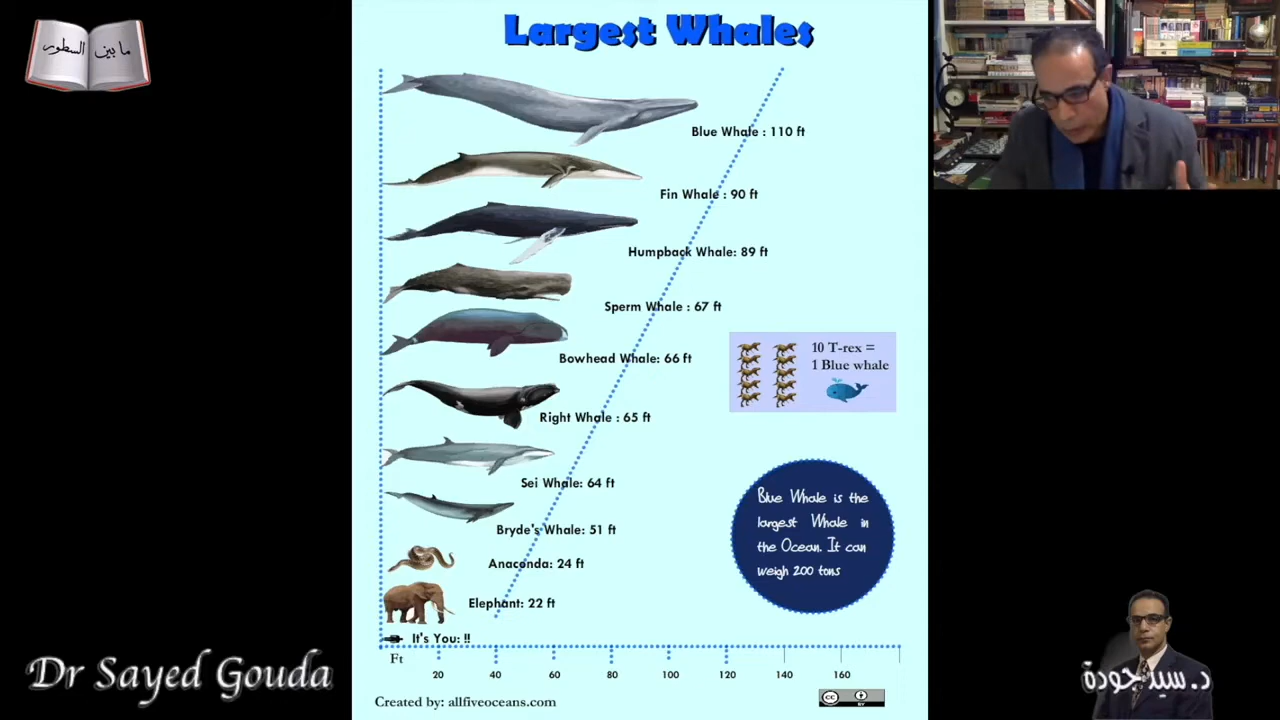 ما بين السطور
Largest Whales
Blue Whale : 110 ft
Fin Whale : 90 ft
Humpback Whale: 89 ft
Sperm Whale : 67 ft
Bowhead Whale: 66 ft
10 T-rex =
1 Blue whale
Right Whale : 65 ft
Sei Whale: 64 ft
Bryde's Whale: 51 ft
Blue Whale is the
largest Whale in
the Ocean. It can
weigh 200 tons
Anaconda: 24 ft
Elephant: 22 ft
It's You: !!
Ft
20 40 60 80 100 120 140 160
Created by: allfiveoceans.com
CC BY
Dr Sayed Gouda
د. سيد جودة